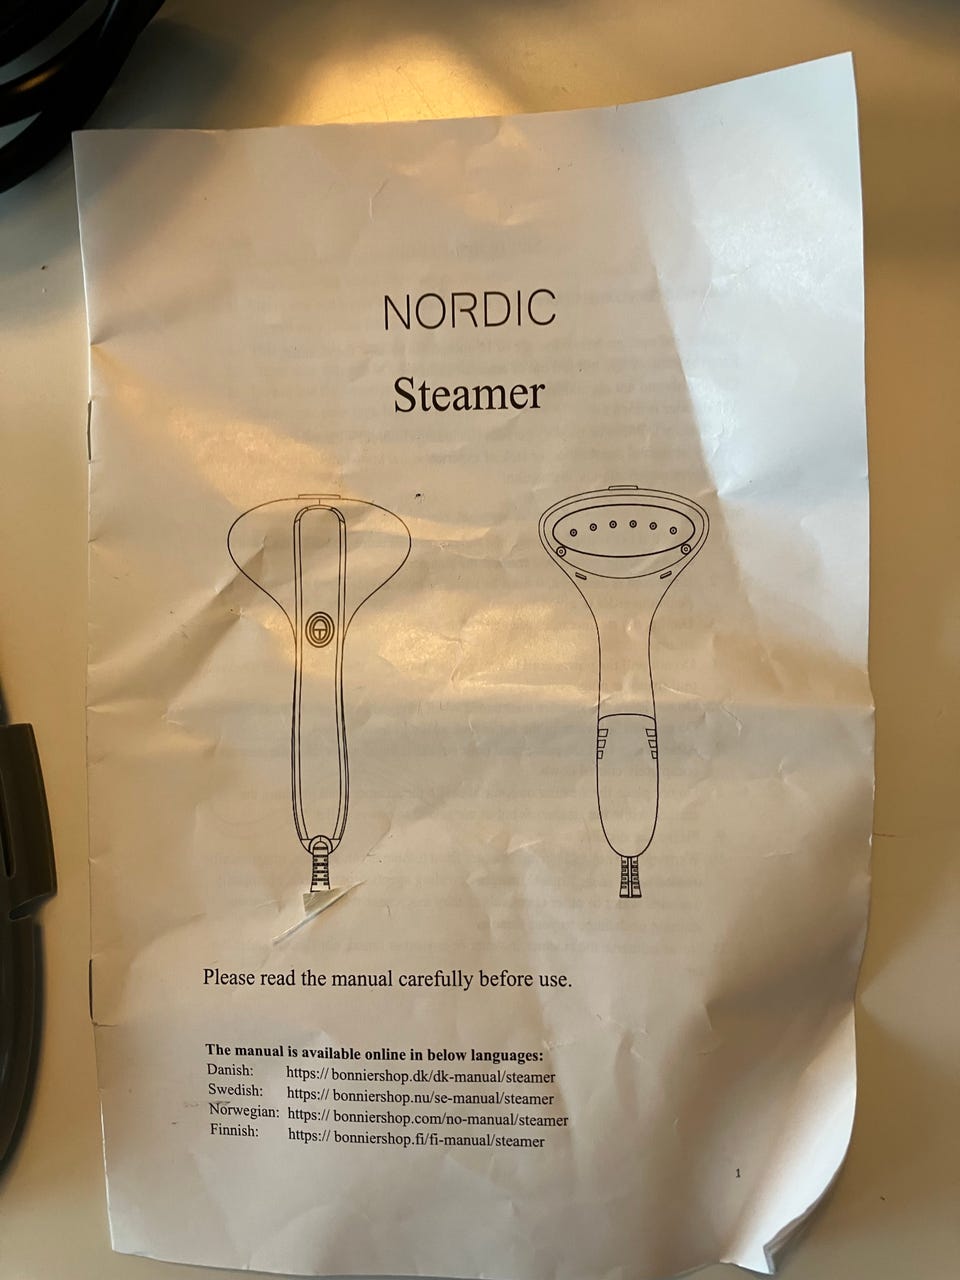 NORDIC
Steamer
Please read the manual carefully before use.
The manual is available online in below languages:
Danish: https:// bonniershop.dk/dk-manual/steamer
Swedish: https:// bonniershop.nu/se-manual/steamer
Norwegian: https:// bonniershop.com/no-manual/steamer
Finnish: https:// bonniershop.fi/fi-manual/steamer
1